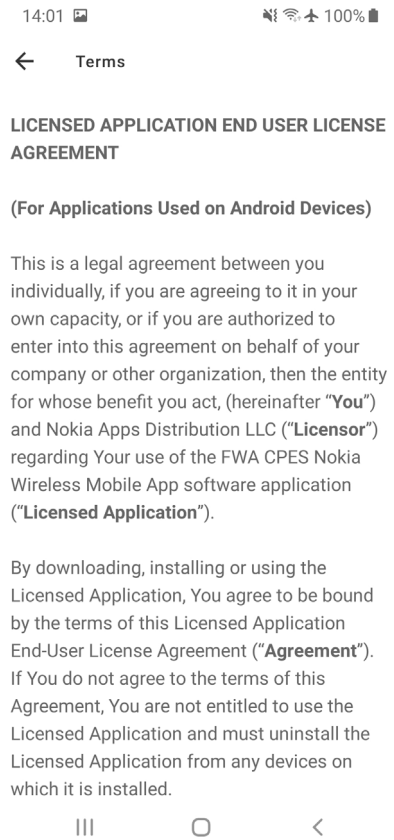 14:01 100%
Terms
LICENSED APPLICATION END USER LICENSE
AGREEMENT
(For Applications Used on Android Devices)
This is a legal agreement between you
individually, if you are agreeing to it in your
own capacity, or if you are authorized to
enter into this agreement on behalf of your
company or other organization, then the entity
for whose benefit you act, (hereinafter “You”)
and Nokia Apps Distribution LLC (“Licensor”)
regarding Your use of the FWA CPES Nokia
Wireless Mobile App software application
(“Licensed Application”).
By downloading, installing or using the
Licensed Application, You agree to be bound
by the terms of this Licensed Application
End-User License Agreement (“Agreement”).
If You do not agree to the terms of this
Agreement, You are not entitled to use the
Licensed Application and must uninstall the
Licensed Application from any devices on
which it is installed.